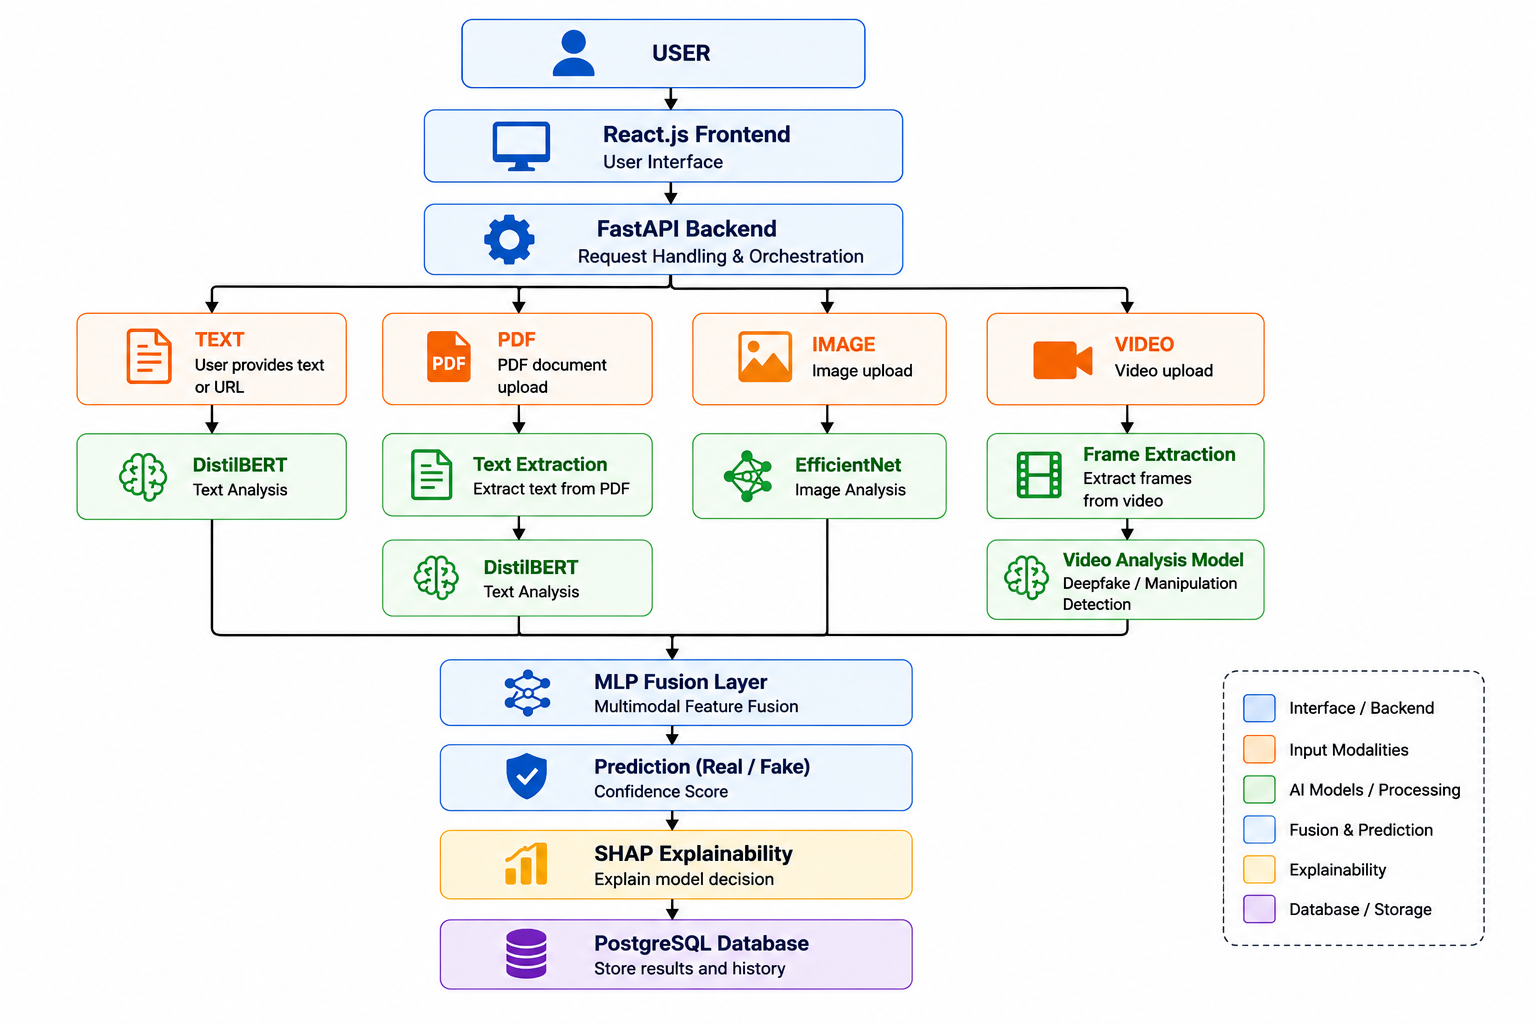 USER
React.js Frontend
User Interface
FastAPI Backend
Request Handling & Orchestration
TEXT
User provides text
or URL
PDF
PDF
PDF document
upload
IMAGE
Image upload
VIDEO
Video upload
DistilBERT
Text Analysis
Text Extraction
Extract text from PDF
EfficientNet
Image Analysis
Frame Extraction
Extract frames
from video
DistilBERT
Text Analysis
Video Analysis Model
Deepfake / Manipulation
Detection
MLP Fusion Layer
Multimodal Feature Fusion
Prediction (Real / Fake)
Confidence Score
SHAP Explainability
Explain model decision
PostgreSQL Database
Store results and history
Interface / Backend
Input Modalities
AI Models / Processing
Fusion & Prediction
Explainability
Database / Storage